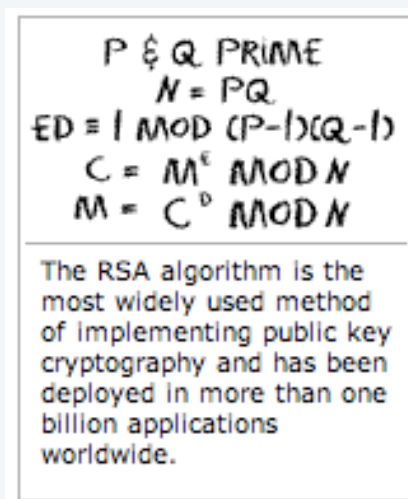 P & Q PRIME
N = PQ
ED ≡ 1 MOD (P-1)(Q-1)
C = M^E MOD N
M = C^D MOD N
The RSA algorithm is the
most widely used method
of implementing public key
cryptography and has been
deployed in more than one
billion applications
worldwide.